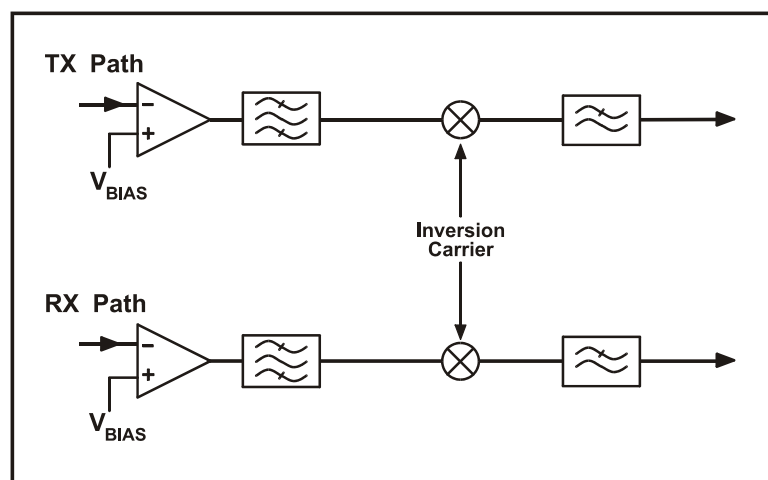 TX Path
−
+
VBIAS
Inversion
Carrier
RX Path
−
+
VBIAS